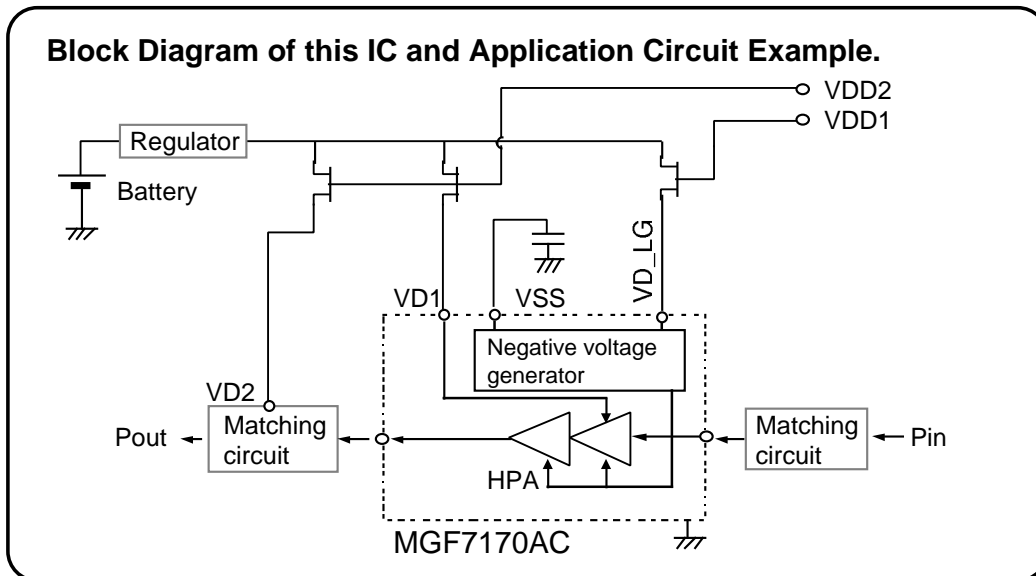 Block Diagram of this IC and Application Circuit Example.
VDD2
VDD1
Regulator
Battery
VD_LG
VD1
VSS
Negative voltage
generator
VD2
Matching
circuit
Pout
HPA
Matching
circuit
Pin
MGF7170AC